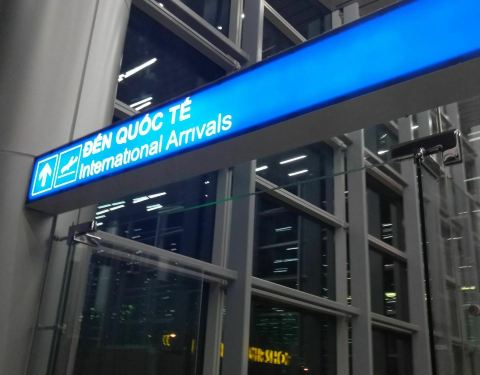 ĐẾN QUỐC TẾ
International Arrivals